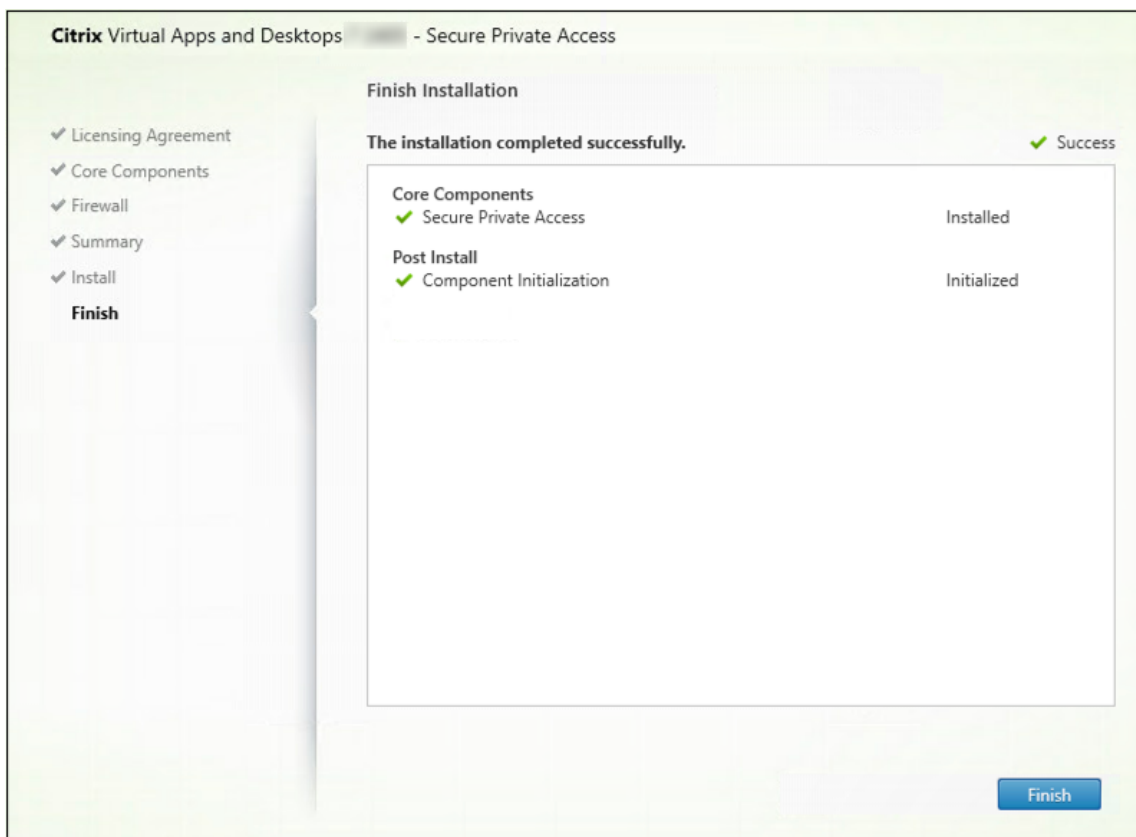 Citrix Virtual Apps and Desktops - Secure Private Access
Finish Installation
Licensing Agreement
Core Components
Firewall
Summary
Install
Finish
The installation completed successfully. Success
Core Components
Secure Private Access Installed
Post Install
Component Initialization Initialized
Finish